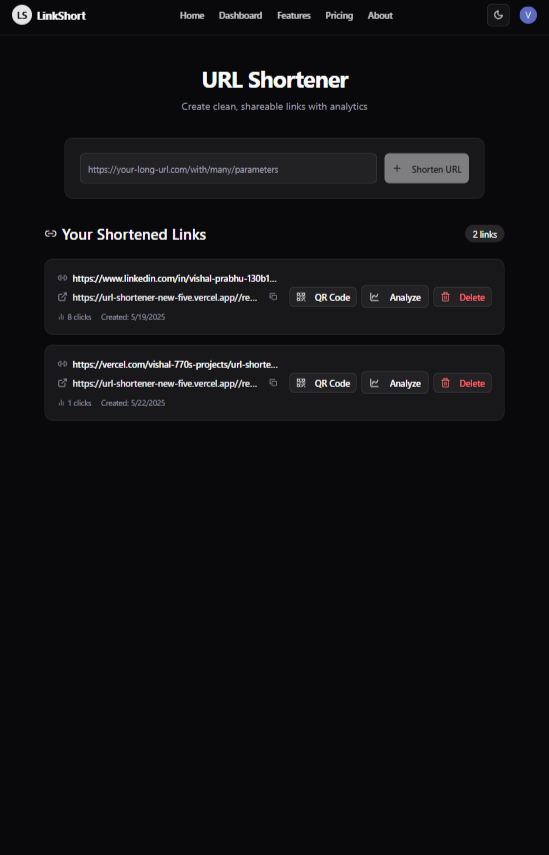 LS LinkShort Home Dashboard Features Pricing About V
URL Shortener
Create clean, shareable links with analytics
https://your-long-url.com/with/many/parameters + Shorten URL
Your Shortened Links 2 links
https://www.linkedin.com/in/vishal-prabhu-130b1...
https://url-shortener-new-five.vercel.app//re... QR Code Analyze Delete
8 clicks Created: 5/19/2025
https://vercel.com/vishal-770s-projects/url-shorte...
https://url-shortener-new-five.vercel.app//re... QR Code Analyze Delete
1 clicks Created: 5/22/2025